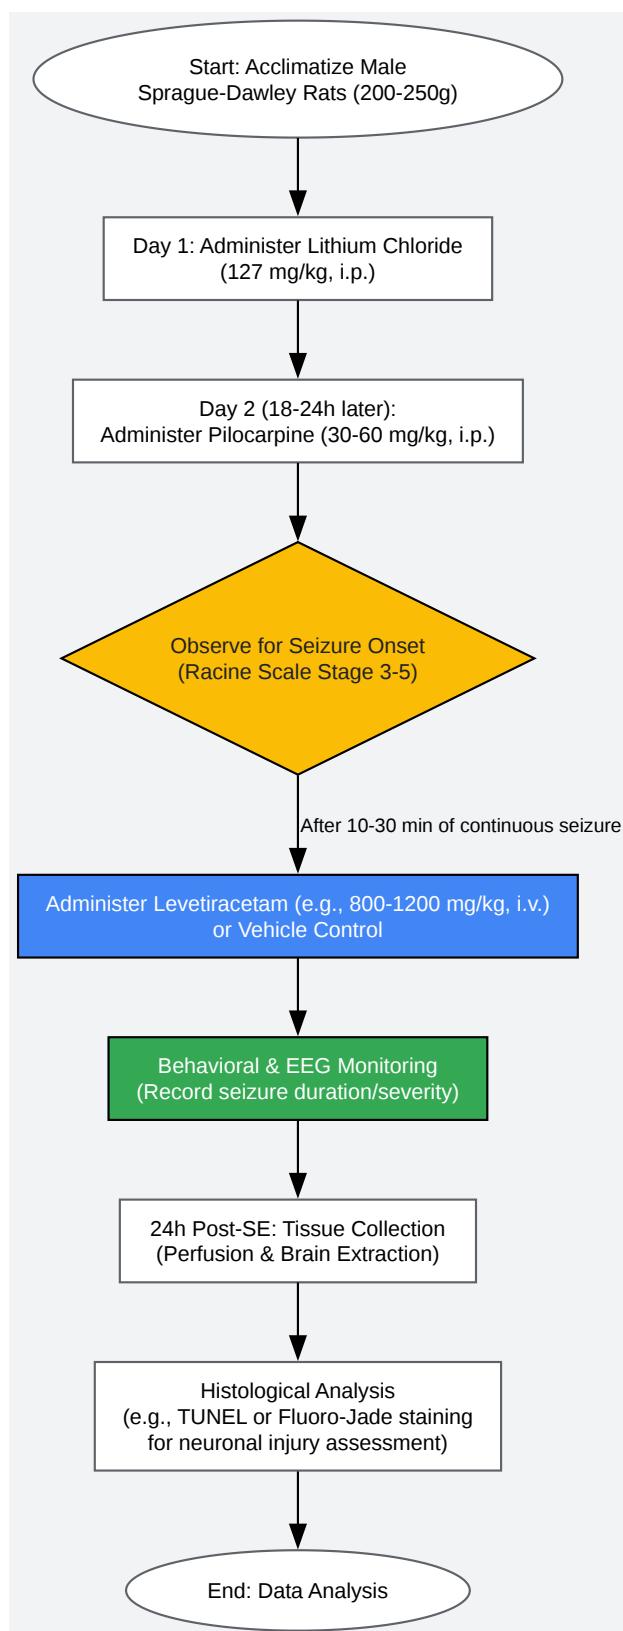 Start: Acclimatize Male
Sprague-Dawley Rats (200-250g)
Day 1: Administer Lithium Chloride
(127 mg/kg, i.p.)
Day 2 (18-24h later):
Administer Pilocarpine (30-60 mg/kg, i.p.)
Observe for Seizure Onset
(Racine Scale Stage 3-5)
After 10-30 min of continuous seizure
Administer Levetiracetam (e.g., 800-1200 mg/kg, i.v.)
or Vehicle Control
Behavioral & EEG Monitoring
(Record seizure duration/severity)
24h Post-SE: Tissue Collection
(Perfusion & Brain Extraction)
Histological Analysis
(e.g., TUNEL or Fluoro-Jade staining
for neuronal injury assessment)
End: Data Analysis